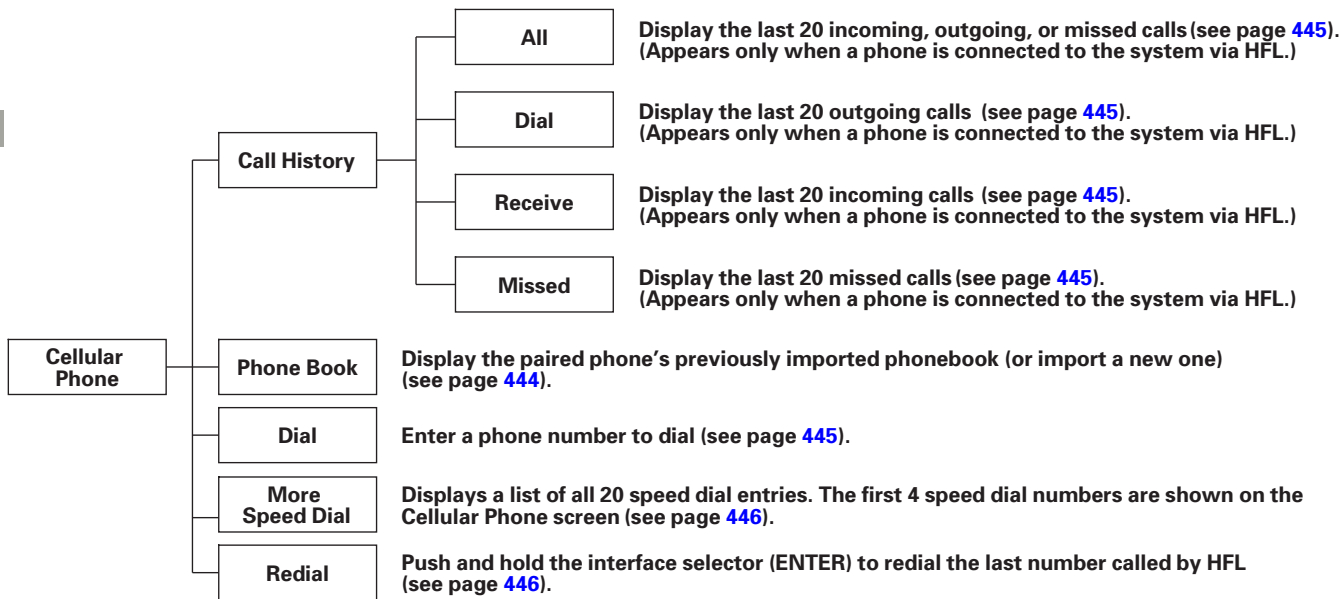 All
Display the last 20 incoming, outgoing, or missed calls (see page 445).
(Appears only when a phone is connected to the system via HFL.)
Dial
Display the last 20 outgoing calls (see page 445).
(Appears only when a phone is connected to the system via HFL.)
Call History
Receive
Display the last 20 incoming calls (see page 445).
(Appears only when a phone is connected to the system via HFL.)
Missed
Display the last 20 missed calls (see page 445).
(Appears only when a phone is connected to the system via HFL.)
Cellular
Phone
Phone Book
Display the paired phone's previously imported phonebook (or import a new one)
(see page 444).
Dial
Enter a phone number to dial (see page 445).
More
Speed Dial
Displays a list of all 20 speed dial entries. The first 4 speed dial numbers are shown on the
Cellular Phone screen (see page 446).
Redial
Push and hold the interface selector (ENTER) to redial the last number called by HFL
(see page 446).